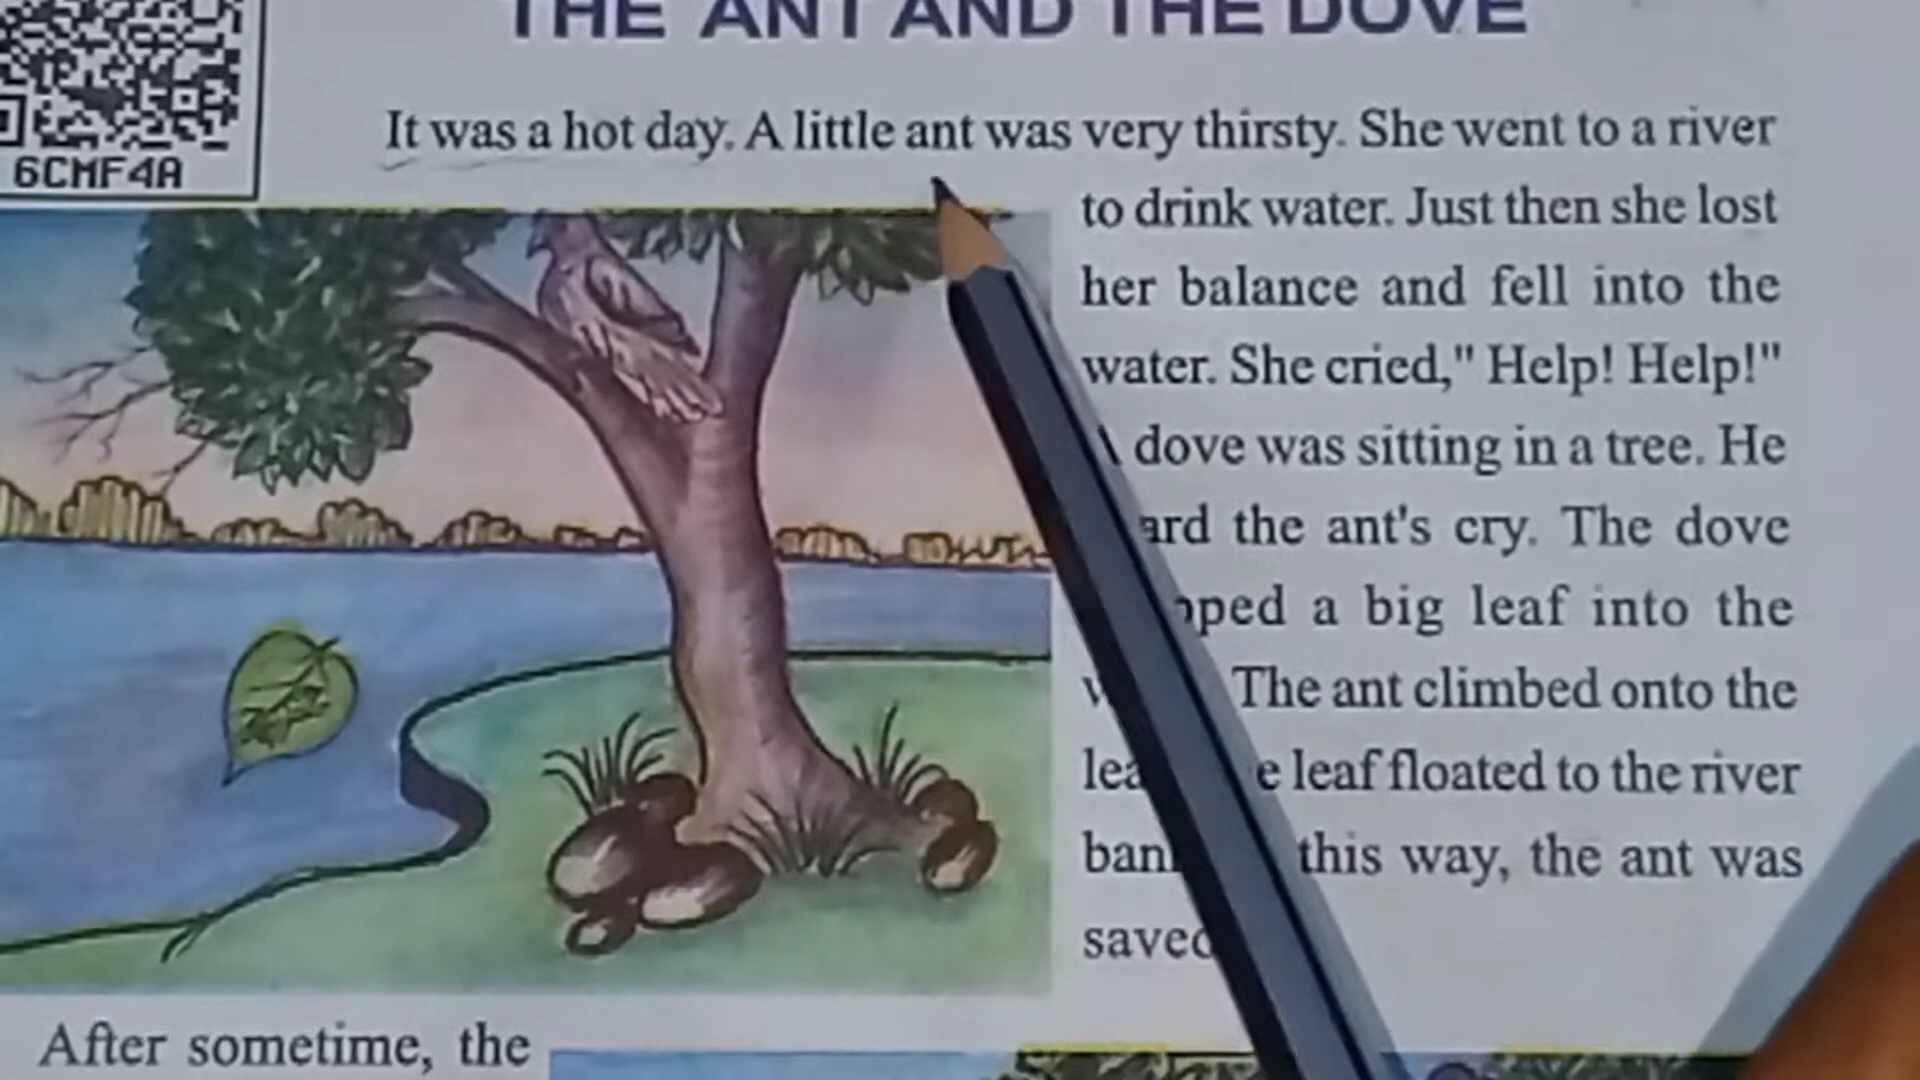 THE ANT AND THE DOVE
6CMF4A
It was a hot day. A little ant was very thirsty. She went to a river
to drink water. Just then she lost
her balance and fell into the
water. She cried," Help! Help!"
dove was sitting in a tree. He
the ant's cry. The dove
a big leaf into the
The ant climbed onto the
leaf floated to the river
this way, the ant was
After sometime, the